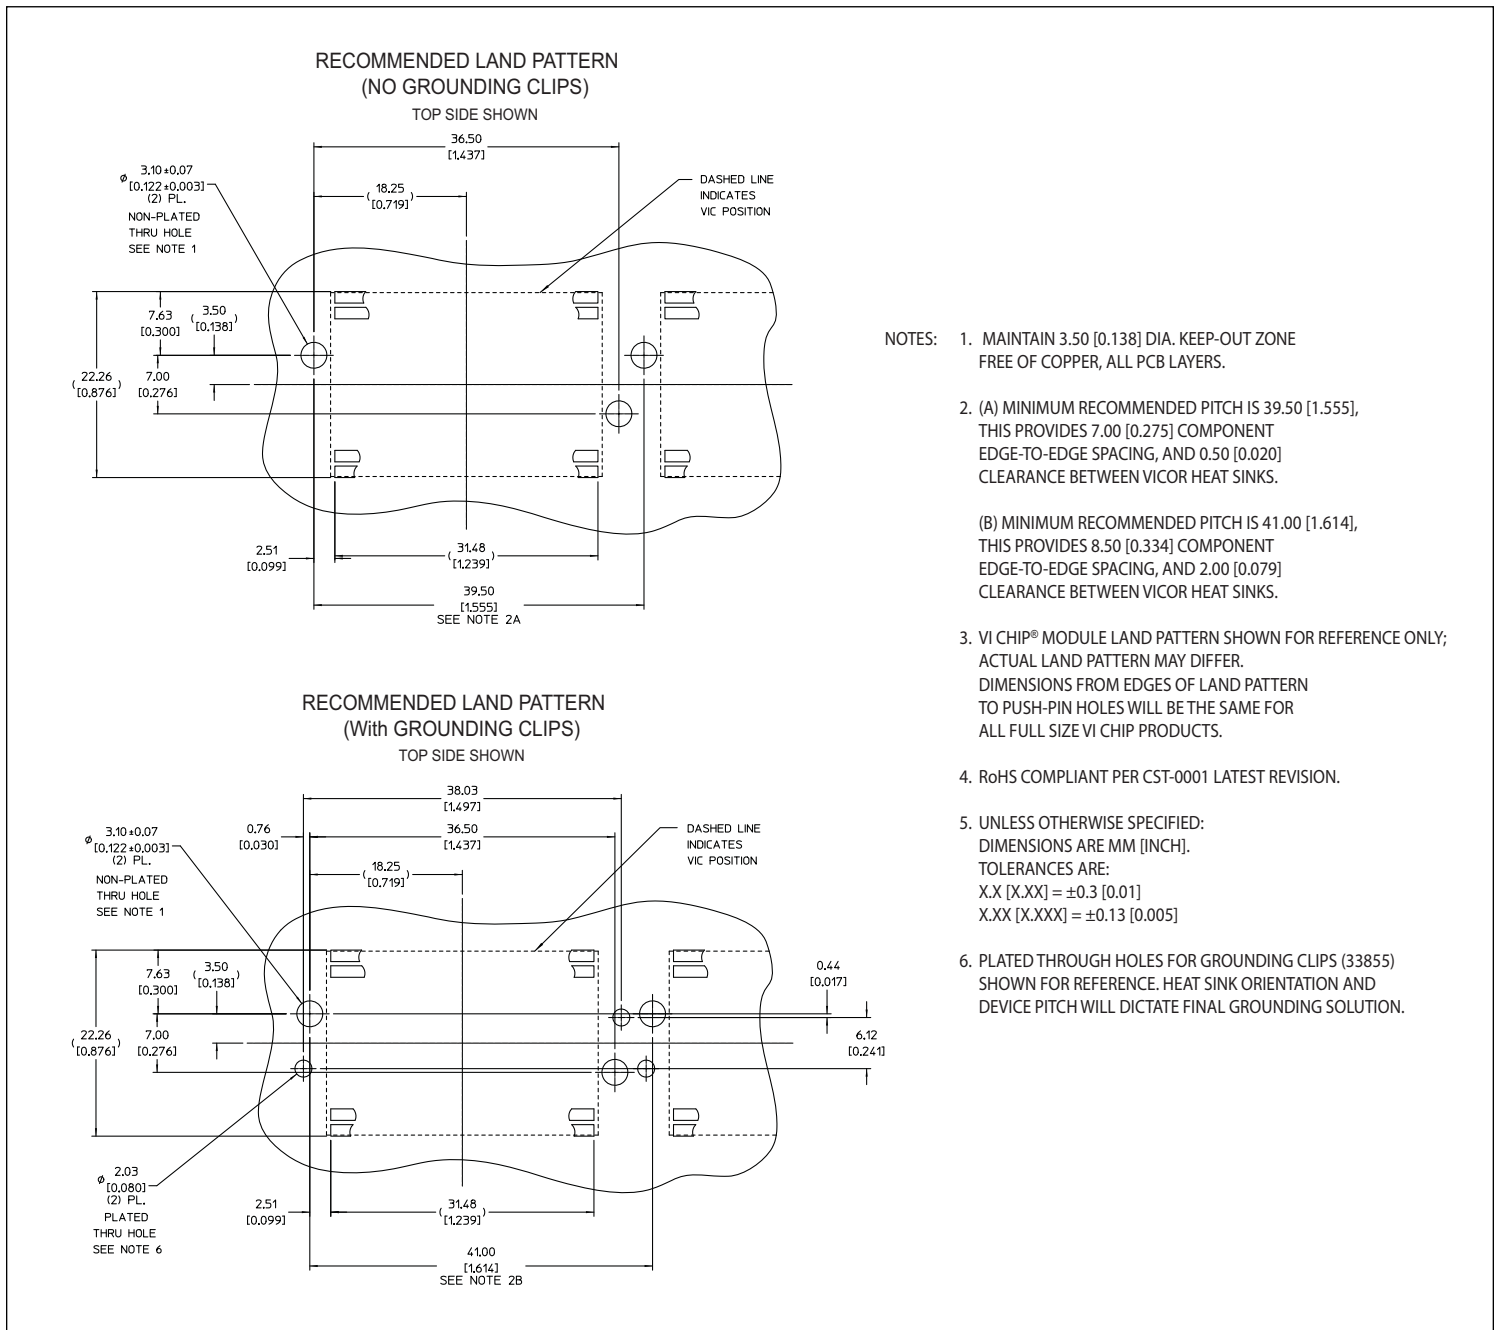 RECOMMENDED LAND PATTERN
(NO GROUNDING CLIPS)
TOP SIDE SHOWN
36.50
[1.437]
ø 3.10 ±0.07
[0.122 ±0.003]
(2) PL.
NON-PLATED
THRU HOLE
SEE NOTE 1
(18.25
[0.719])
DASHED LINE
INDICATES
VIC POSITION
7.63
[0.300]
(3.50
[0.138])
(22.26
[0.876])
7.00
[0.276]
2.51
[0.099]
(31.48
[1.239])
39.50
[1.555]
SEE NOTE 2A
RECOMMENDED LAND PATTERN
(With GROUNDING CLIPS)
TOP SIDE SHOWN
38.03
[1.497]
ø 3.10 ±0.07
[0.122 ±0.003]
(2) PL.
NON-PLATED
THRU HOLE
SEE NOTE 1
0.76
[0.030]
36.50
[1.437]
(18.25
[0.719])
DASHED LINE
INDICATES
VIC POSITION
7.63
[0.300]
(3.50
[0.138])
0.44
[0.017]
(22.26
[0.876])
7.00
[0.276]
6.12
[0.241]
ø 2.03
[0.080]
(2) PL.
PLATED
THRU HOLE
SEE NOTE 6
2.51
[0.099]
(31.48
[1.239])
41.00
[1.614]
SEE NOTE 2B
NOTES: 1. MAINTAIN 3.50 [0.138] DIA. KEEP-OUT ZONE
FREE OF COPPER, ALL PCB LAYERS.
2. (A) MINIMUM RECOMMENDED PITCH IS 39.50 [1.555],
THIS PROVIDES 7.00 [0.275] COMPONENT
EDGE-TO-EDGE SPACING, AND 0.50 [0.020]
CLEARANCE BETWEEN VICOR HEAT SINKS.
(B) MINIMUM RECOMMENDED PITCH IS 41.00 [1.614],
THIS PROVIDES 8.50 [0.334] COMPONENT
EDGE-TO-EDGE SPACING, AND 2.00 [0.079]
CLEARANCE BETWEEN VICOR HEAT SINKS.
3. VI CHIP® MODULE LAND PATTERN SHOWN FOR REFERENCE ONLY;
ACTUAL LAND PATTERN MAY DIFFER.
DIMENSIONS FROM EDGES OF LAND PATTERN
TO PUSH-PIN HOLES WILL BE THE SAME FOR
ALL FULL SIZE VI CHIP PRODUCTS.
4. RoHS COMPLIANT PER CST-0001 LATEST REVISION.
5. UNLESS OTHERWISE SPECIFIED:
DIMENSIONS ARE MM [INCH].
TOLERANCES ARE:
X.X [X.XX] = ±0.3 [0.01]
X.XX [X.XXX] = ±0.13 [0.005]
6. PLATED THROUGH HOLES FOR GROUNDING CLIPS (33855)
SHOWN FOR REFERENCE. HEAT SINK ORIENTATION AND
DEVICE PITCH WILL DICTATE FINAL GROUNDING SOLUTION.